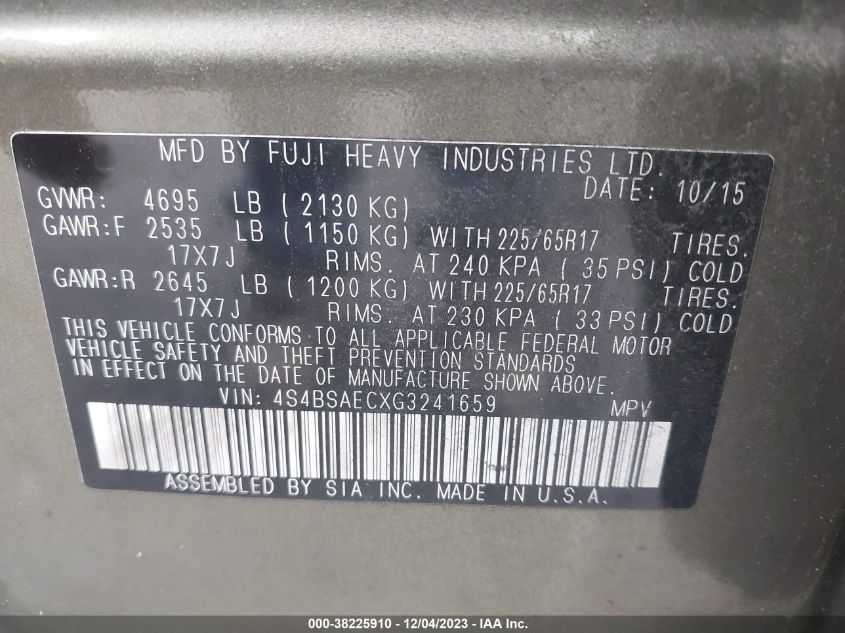 MFD BY FUJI HEAVY INDUSTRIES LTD.
DATE: 10/15
GVWR: 4695 LB ( 2130 KG)
GAWR:F 2535 LB ( 1150 KG) WITH 225/65R17 TIRES.
17X7J RIMS. AT 240 KPA ( 35 PSI) COLD
GAWR:R 2645 LB ( 1200 KG) WITH 225/65R17 TIRES.
17X7J RIMS. AT 230 KPA ( 33 PSI) COLD
THIS VEHICLE CONFORMS TO ALL APPLICABLE FEDERAL MOTOR
VEHICLE SAFETY AND THEFT PREVENTION STANDARDS
IN EFFECT ON THE DATE OF MANUFACTURE SHOWN ABOVE.
VIN: 4S4BSAECXG3241659 MPV
ASSEMBLED BY SIA INC. MADE IN U.S.A.
000-38225910 - 12/04/2023 - IAA Inc.